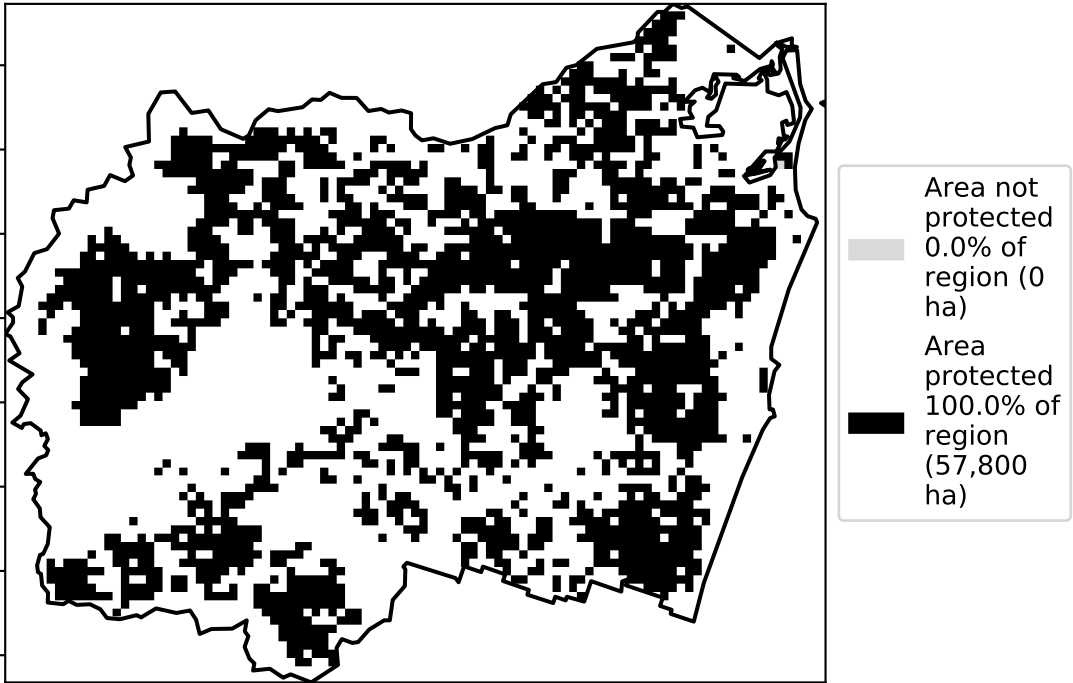 Area not
protected
0.0% of
region (0
ha)
Area
protected
100.0% of
region
(57,800
ha)